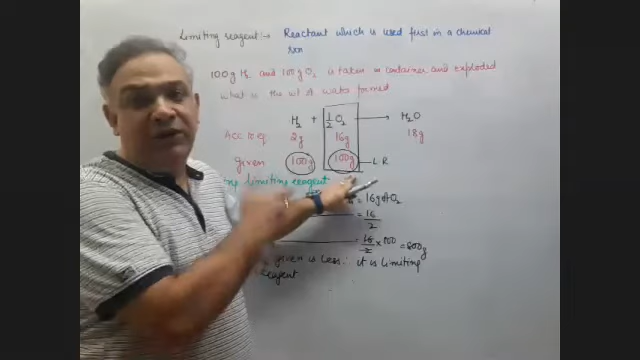 Limiting reagent:→ Reactant which is used first in a chemical
rxn
100g H2 and 100g O2 is taken in container and exploded
what is the wt of water formed
H2 + 1/2 O2 → H2O
Acc to eq 2g 16g 18g
given 100g 100g L.R
limiting reagent
= 16g of O2
= 16/2
= 16/2 × 100 = 800g
given is less ∴ it is limiting
reagent